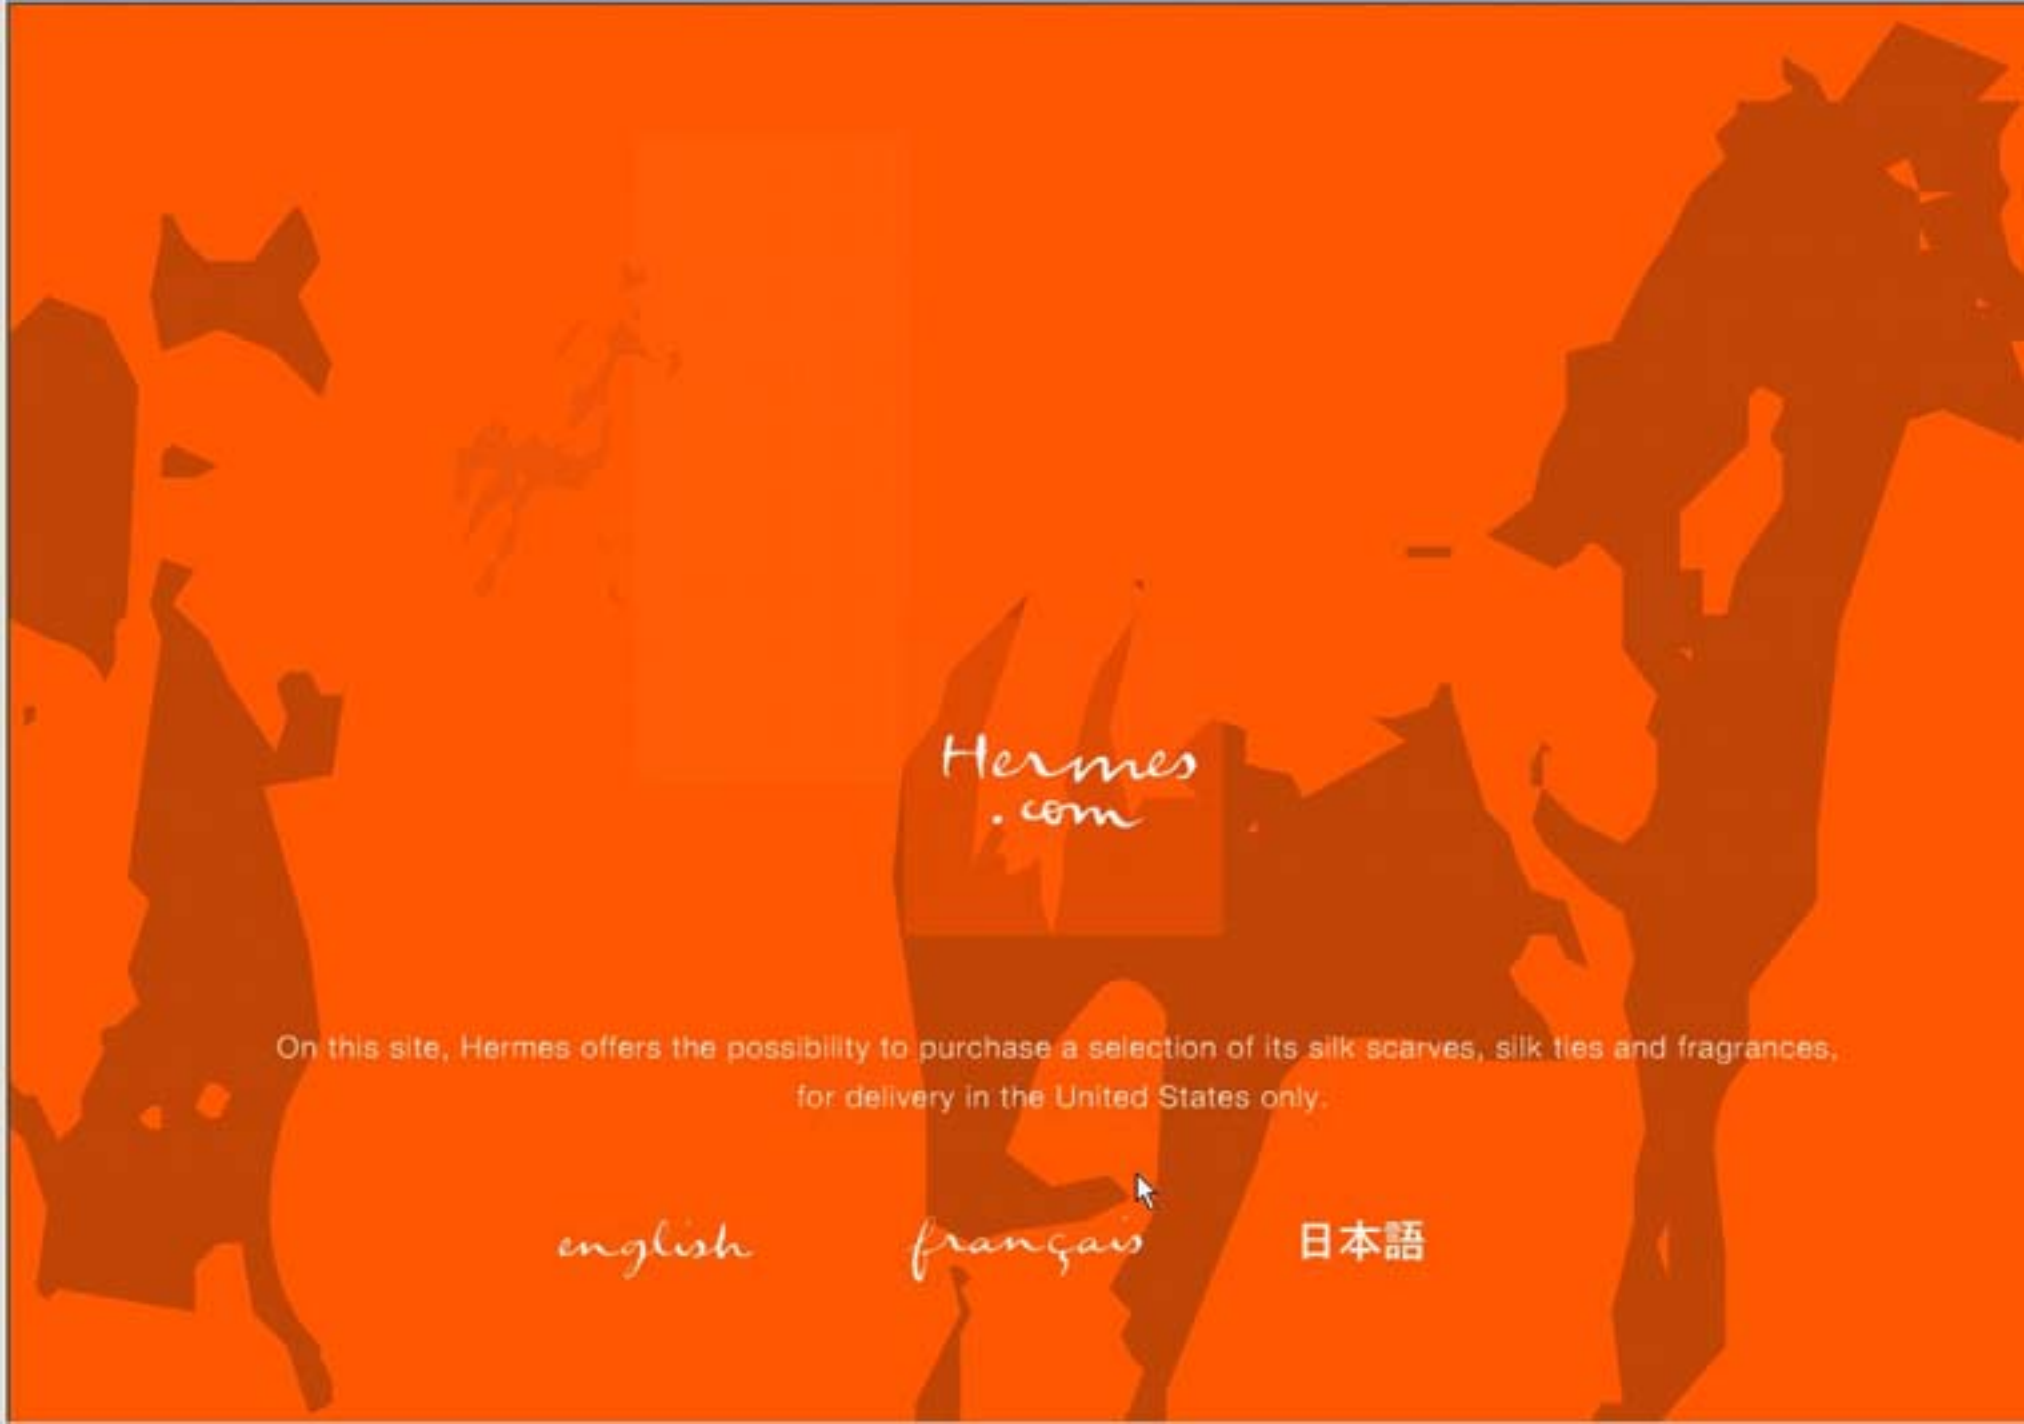 Hermes
.com
On this site, Hermes offers the possibility to purchase a selection of its silk scarves, silk ties and fragrances,
for delivery in the United States only.
english français 日本語